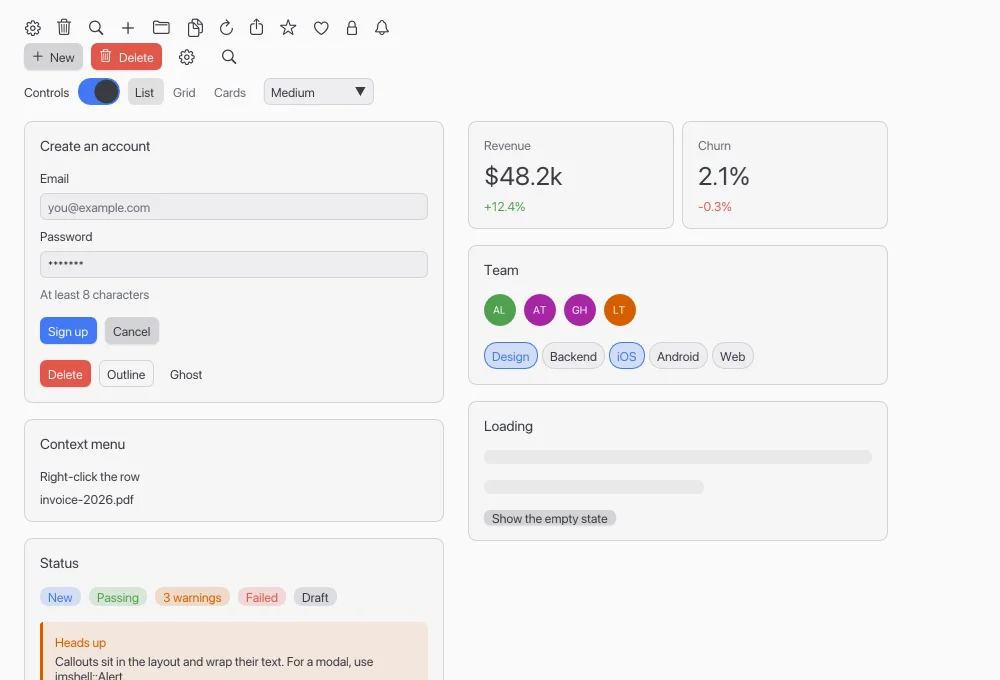 New
Delete
Controls
List
Grid
Cards
Medium
Create an account
Email
you@example.com
Password
*******
At least 8 characters
Sign up
Cancel
Delete
Outline
Ghost
Context menu
Right-click the row
invoice-2026.pdf
Status
New
Passing
3 warnings
Failed
Draft
Heads up
Callouts sit in the layout and wrap their text. For a modal, use
imshell::Alert.
Revenue
$48.2k
+12.4%
Churn
2.1%
-0.3%
Team
AL
AT
GH
LT
Design
Backend
iOS
Android
Web
Loading
Show the empty state